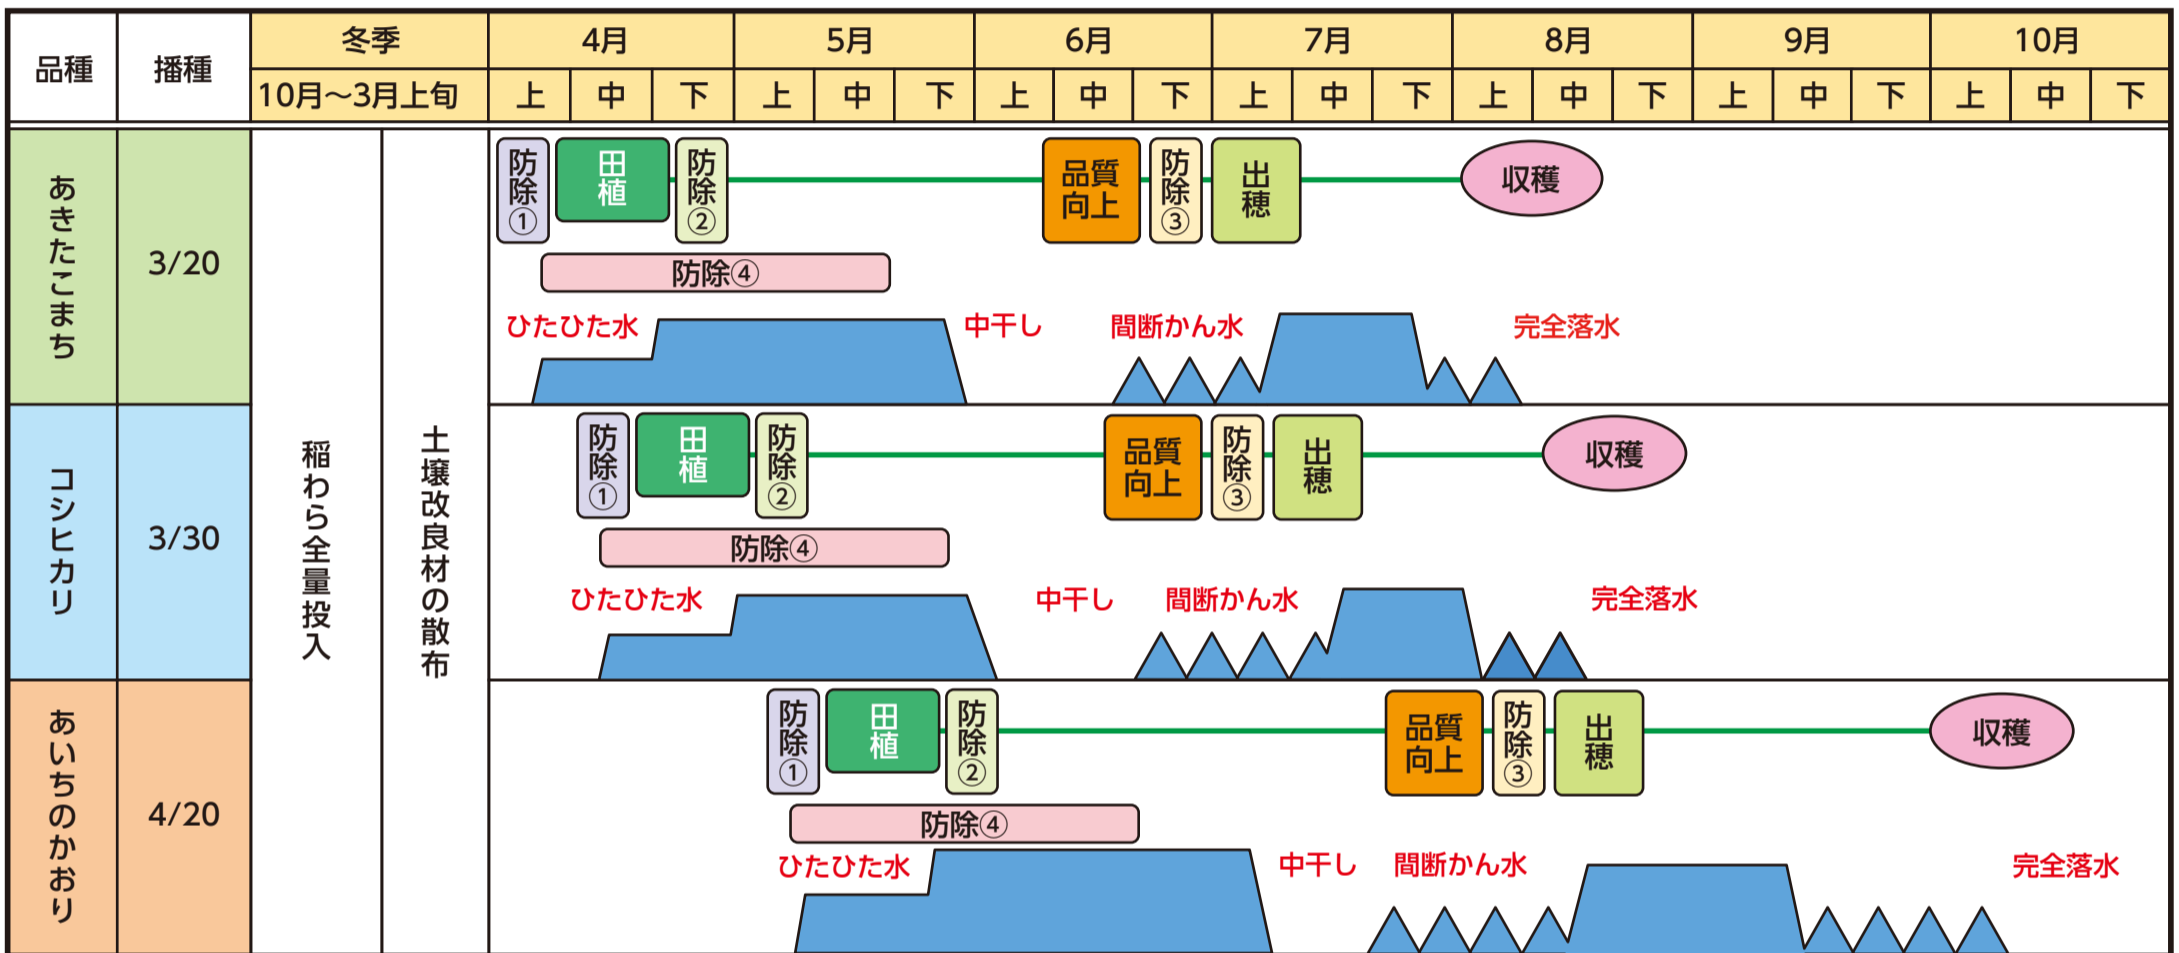 品種 播種 冬季 4月 5月 6月 7月 8月 9月 10月
10月～3月上旬 上 中 下 上 中 下 上 中 下 上 中 下 上 中 下 上 中 下 上 中 下
あきたこまち
3/20
稲わら全量投入
土壌改良材の散布
防除①
田植
防除②
品質
向上
防除③
出穂
収穫
防除④
ひたひた水 中干し 間断かん水 完全落水
コシヒカリ
3/30
防除①
田植
防除②
品質
向上
防除③
出穂
収穫
防除④
ひたひた水 中干し 間断かん水 完全落水
あいちのかおり
4/20
防除①
田植
防除②
品質
向上
防除③
出穂
収穫
防除④
ひたひた水 中干し 間断かん水 完全落水